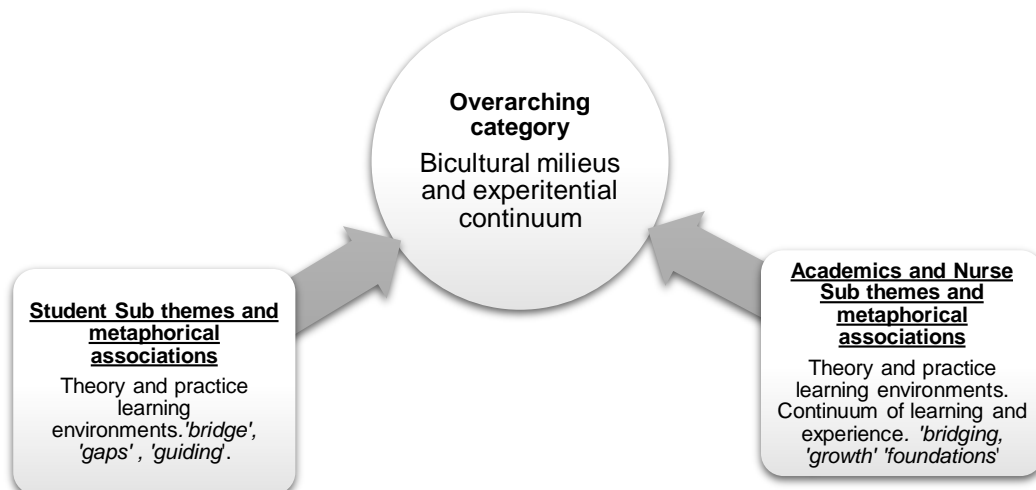 Overarching
category
Bicultural milieus
and experitential
continuum
Student Sub themes and
metaphorical
associations
Theory and practice
learning
environments.'bridge',
'gaps' , 'guiding'.
Academics and Nurse
Sub themes and
metaphorical
associations
Theory and practice
learning environments.
Continuum of learning and
experience. 'bridging,
'growth' 'foundations'